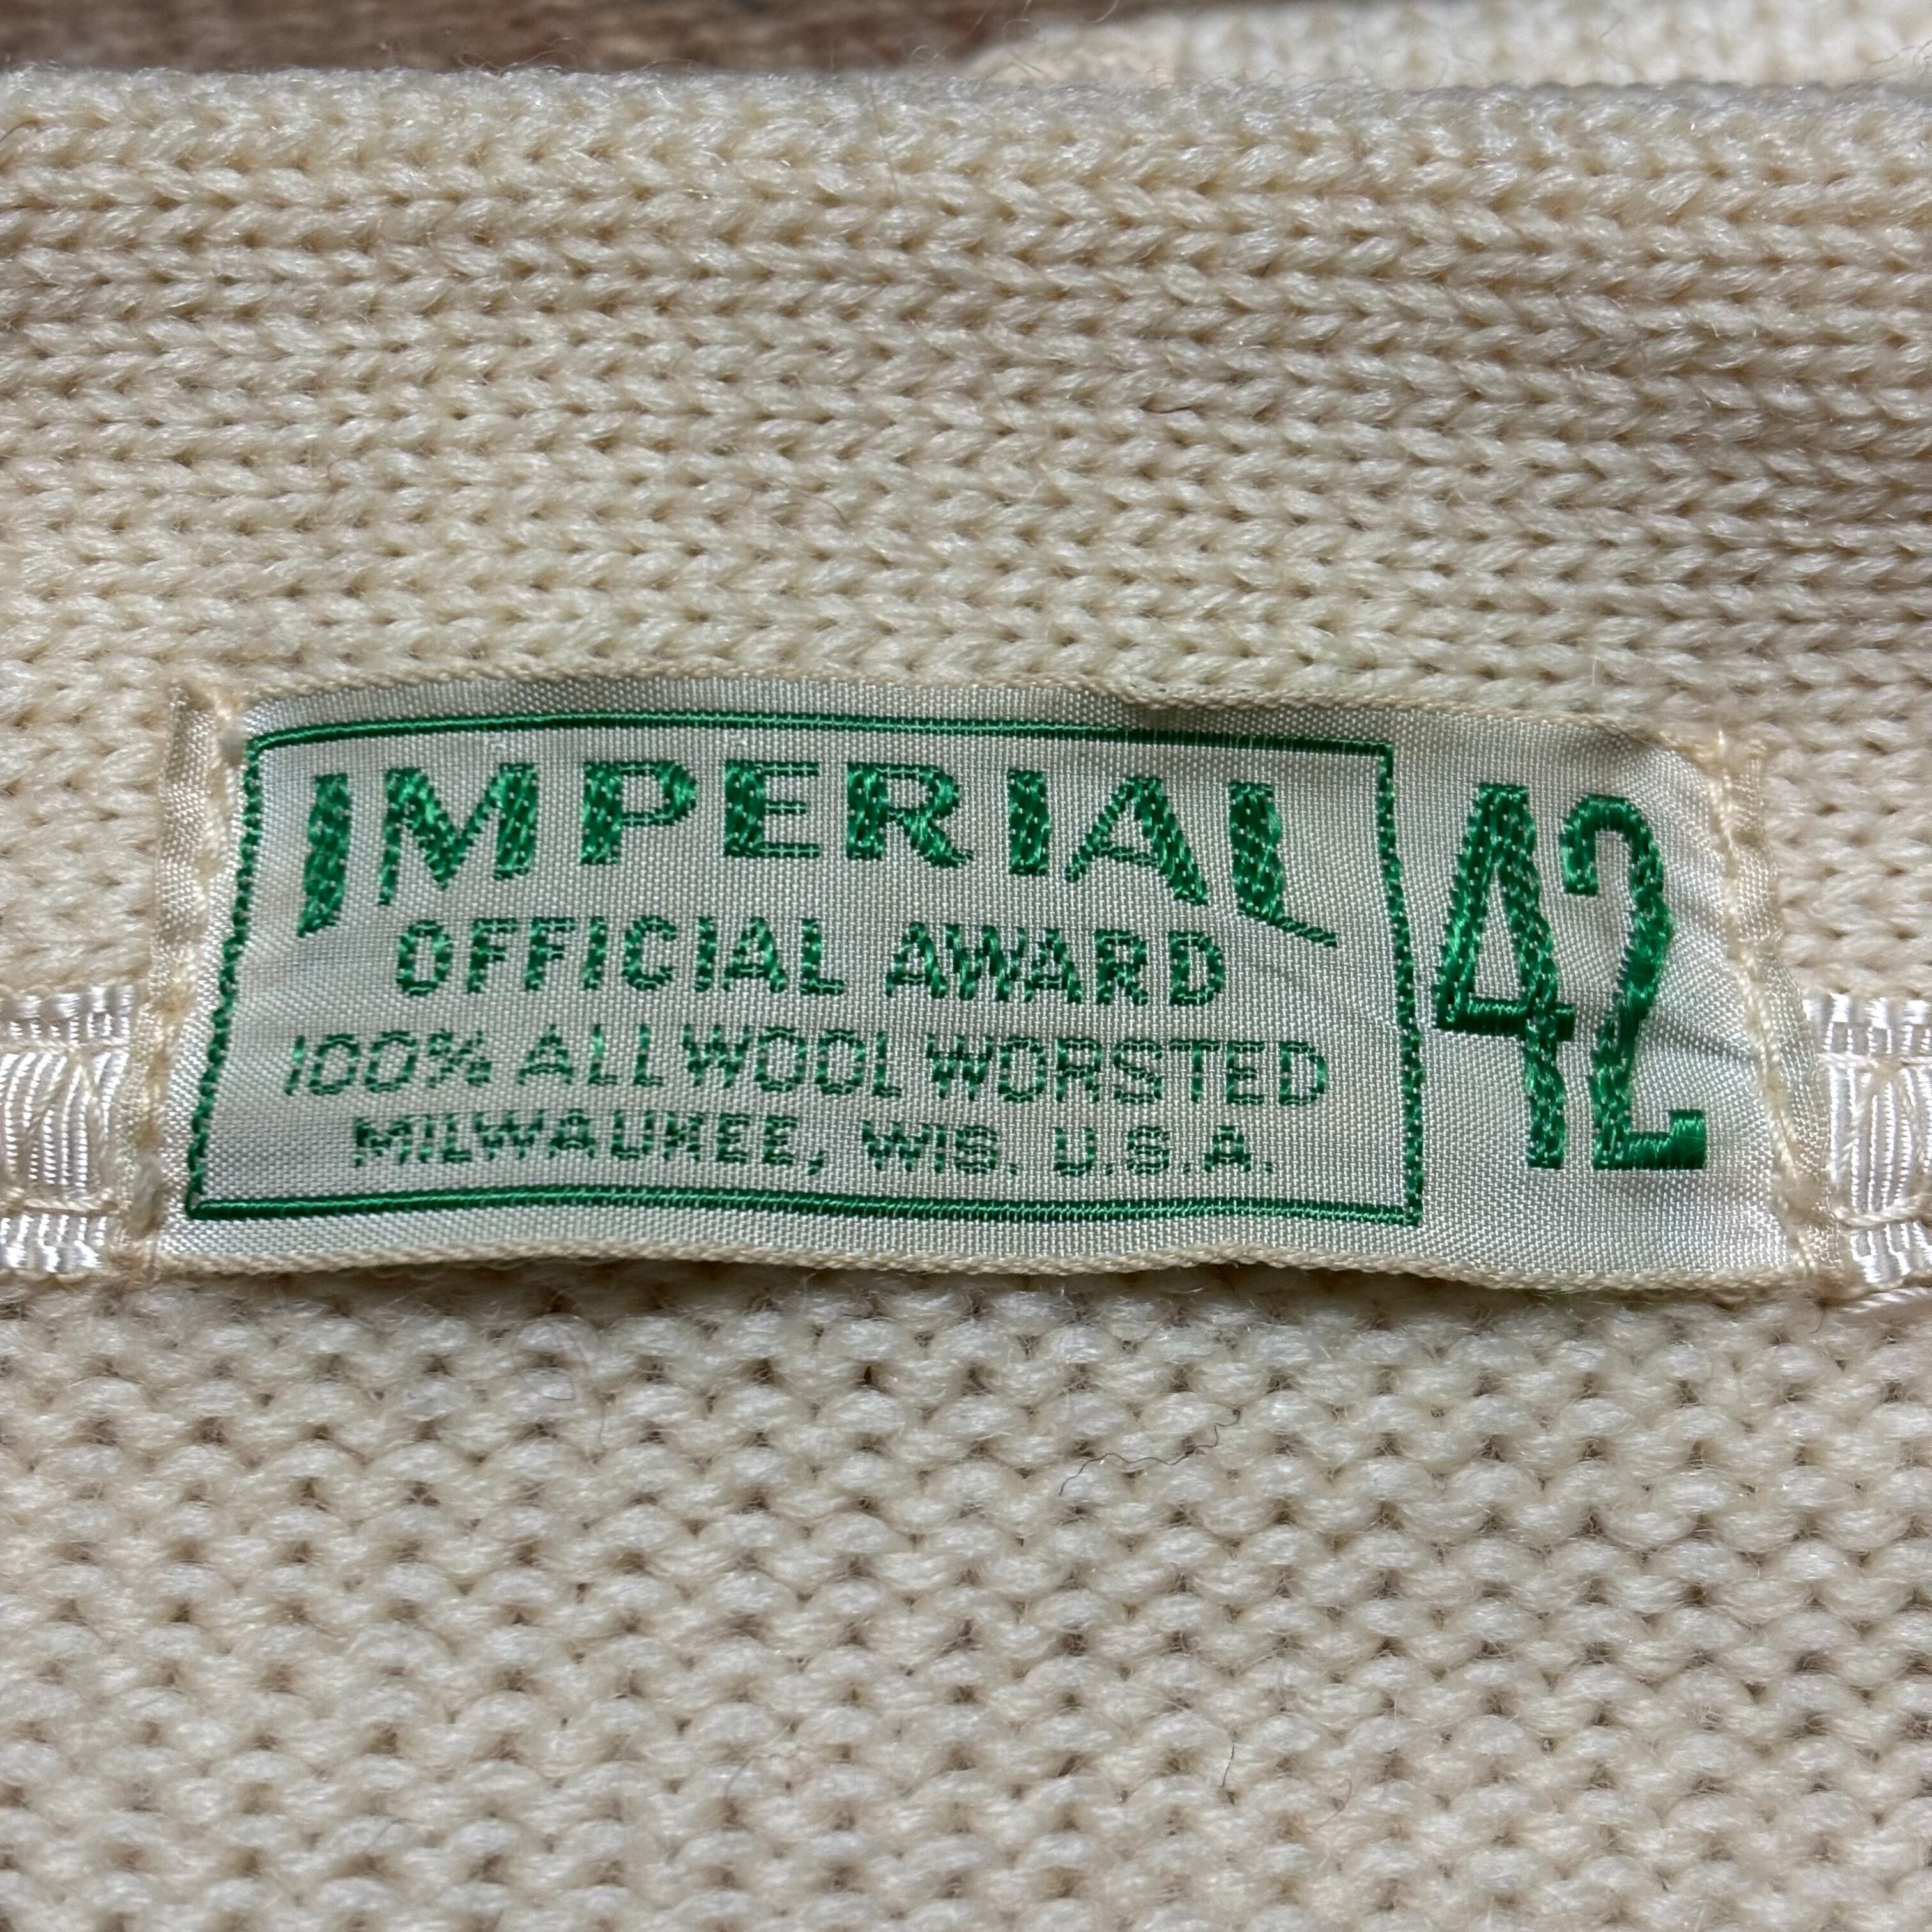 IMPERIAL
OFFICIAL AWARD
100% ALL WOOL WORSTED
MILWAUKEE, WIS. U.S.A.
42